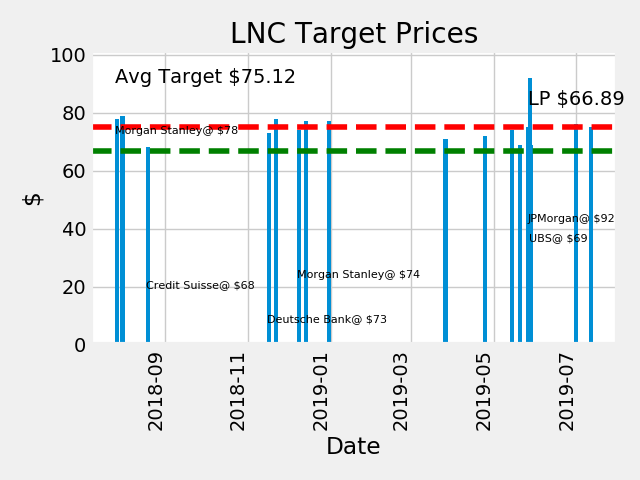 LNC Target Prices
100
Avg Target $75.12
LP $66.89
80
Morgan Stanley@ $78
60
$
40
JPMorgan@ $92
UBS@ $69
Morgan Stanley@ $74
20
Credit Suisse@ $68
Deutsche Bank@ $73
0
2018-09
2018-11
2019-01
2019-03
2019-05
2019-07
Date